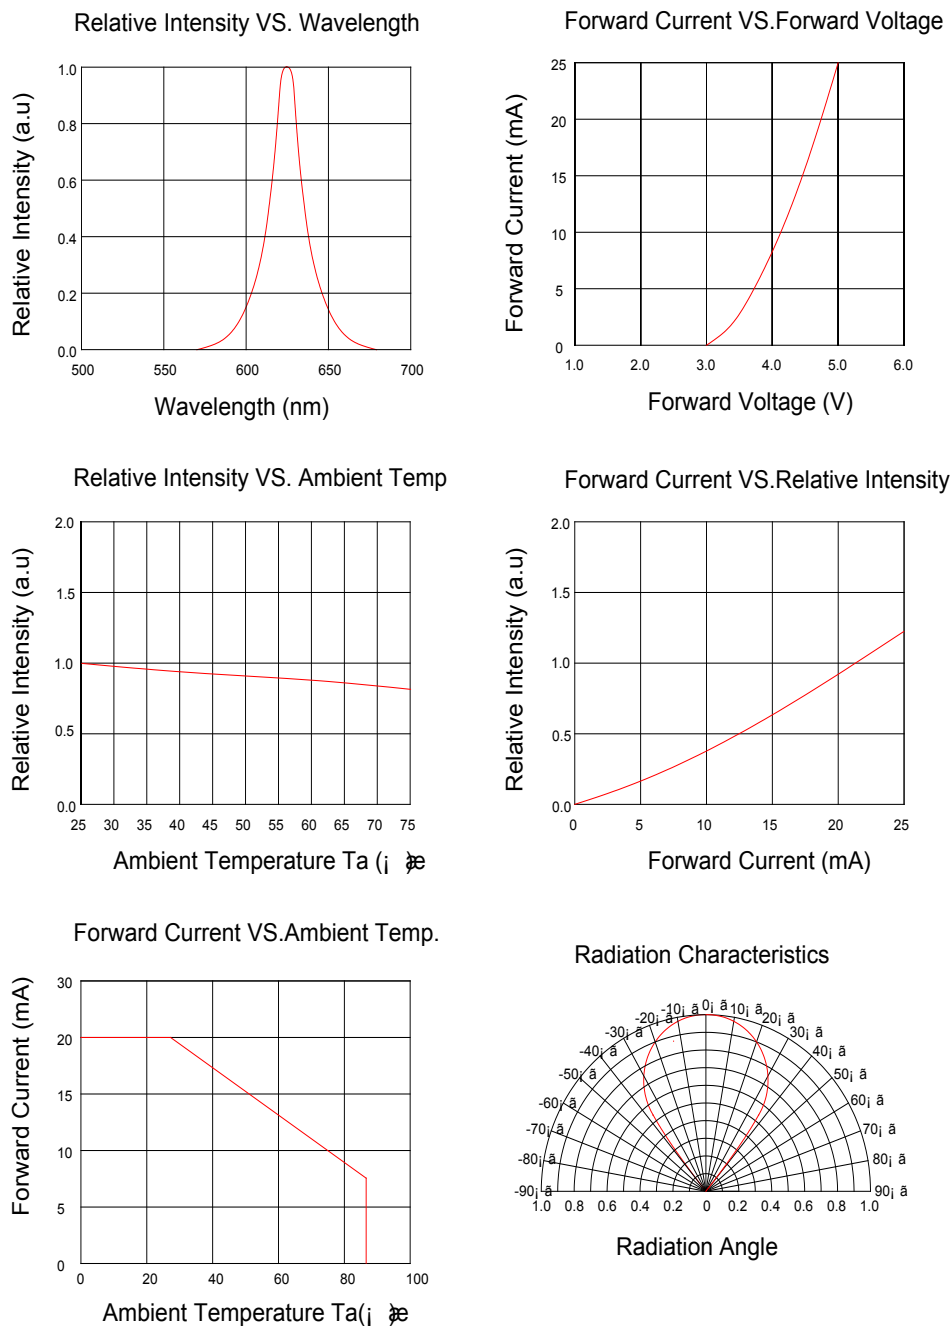 Relative Intensity VS. Wavelength
Relative Intensity (a.u)
1.0
0.8
0.6
0.4
0.2
0.0
500 550 600 650 700
Wavelength (nm)
Forward Current VS.Forward Voltage
Forward Current (mA)
25
20
15
10
5
0
1.0 2.0 3.0 4.0 5.0 6.0
Forward Voltage (V)
Relative Intensity VS. Ambient Temp
Relative Intensity (a.u)
2.0
1.5
1.0
0.5
0.0
25 30 35 40 45 50 55 60 65 70 75
Ambient Temperature Ta (¡ æ
Forward Current VS.Relative Intensity
Relative Intensity (a.u)
2.0
1.5
1.0
0.5
0.0
0 5 10 15 20 25
Forward Current (mA)
Forward Current VS.Ambient Temp.
Forward Current (mA)
30
20
15
10
5
0
0 20 40 60 80 100
Ambient Temperature Ta(¡ æ
Radiation Characteristics
-90¡ ã -80¡ ã -70¡ ã -60¡ ã -50¡ ã -40¡ ã -30¡ ã -20¡ ã -10¡ ã 0¡ ã 10¡ ã 20¡ ã 30¡ ã 40¡ ã 50¡ ã 60¡ ã 70¡ ã 80¡ ã 90¡ ã
1.0 0.8 0.6 0.4 0.2 0 0.2 0.4 0.6 0.8 1.0
Radiation Angle